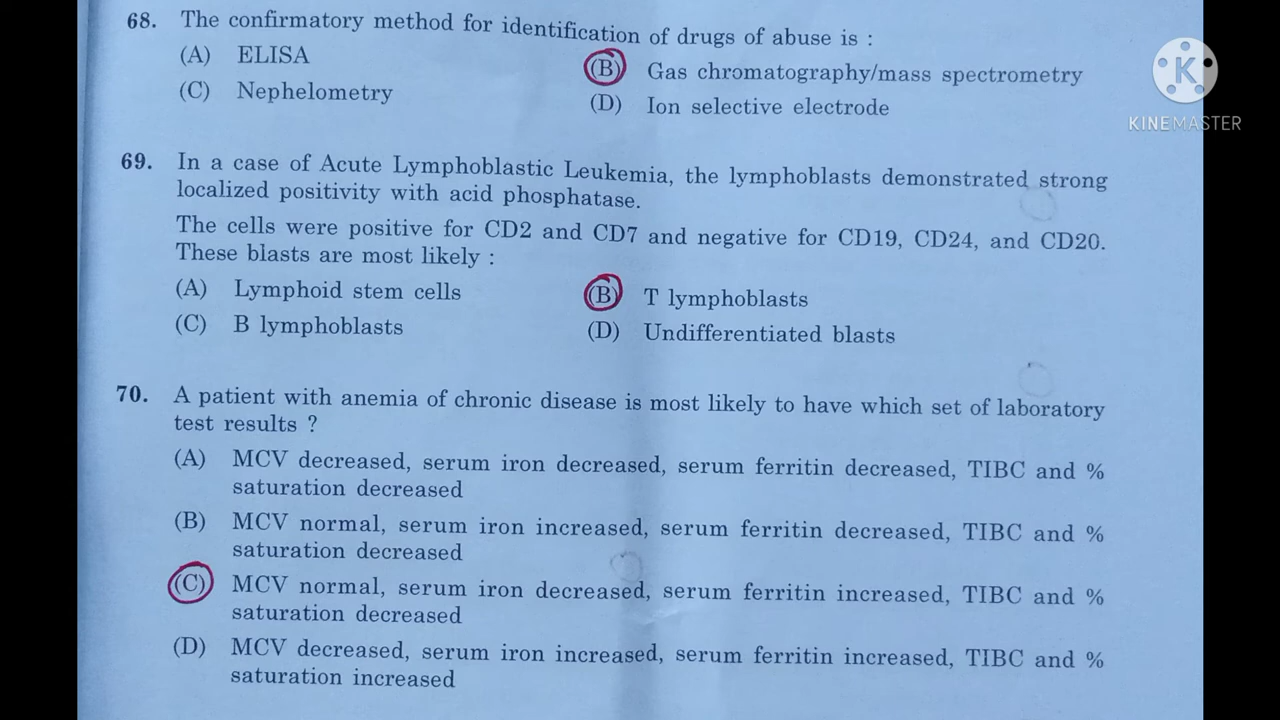 68. The confirmatory method for identification of drugs of abuse is :
(A) ELISA
(B) Gas chromatography/mass spectrometry
(C) Nephelometry
(D) Ion selective electrode
K
KINEMASTER
69. In a case of Acute Lymphoblastic Leukemia, the lymphoblasts demonstrated strong
localized positivity with acid phosphatase.
The cells were positive for CD2 and CD7 and negative for CD19, CD24, and CD20.
These blasts are most likely :
(A) Lymphoid stem cells
(B) T lymphoblasts
(C) B lymphoblasts
(D) Undifferentiated blasts
70. A patient with anemia of chronic disease is most likely to have which set of laboratory
test results ?
(A) MCV decreased, serum iron decreased, serum ferritin decreased, TIBC and %
saturation decreased
(B) MCV normal, serum iron increased, serum ferritin decreased, TIBC and %
saturation decreased
(C) MCV normal, serum iron decreased, serum ferritin increased, TIBC and %
saturation decreased
(D) MCV decreased, serum iron increased, serum ferritin increased, TIBC and %
saturation increased